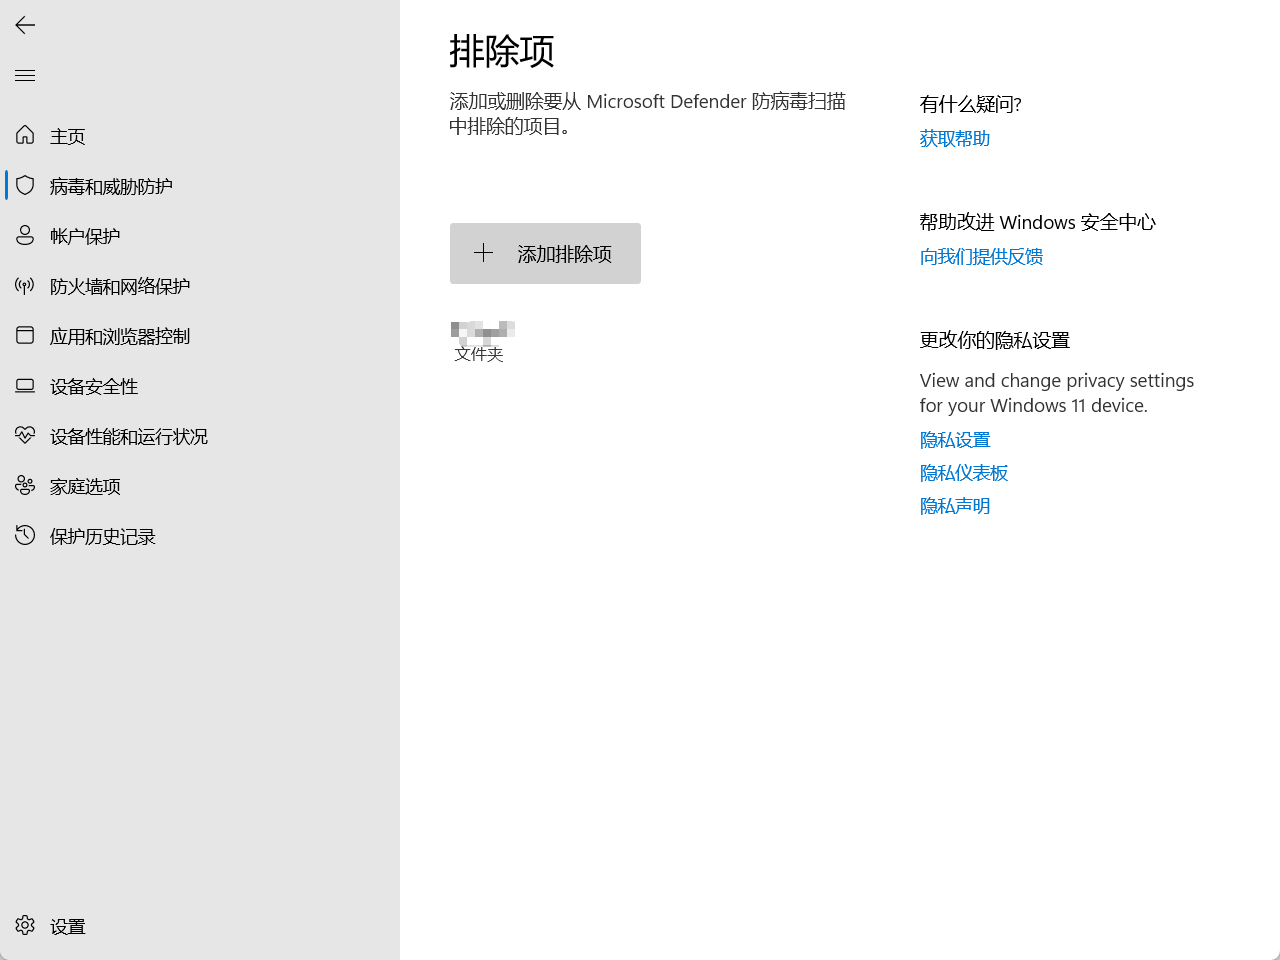 主页
病毒和威胁防护
帐户保护
防火墙和网络保护
应用和浏览器控制
设备安全性
设备性能和运行状况
家庭选项
保护历史记录
设置
排除项
添加或删除要从 Microsoft Defender 防病毒扫描
中排除的项目。
添加排除项
文件夹
有什么疑问?
获取帮助
帮助改进 Windows 安全中心
向我们提供反馈
更改你的隐私设置
View and change privacy settings
for your Windows 11 device.
隐私设置
隐私仪表板
隐私声明